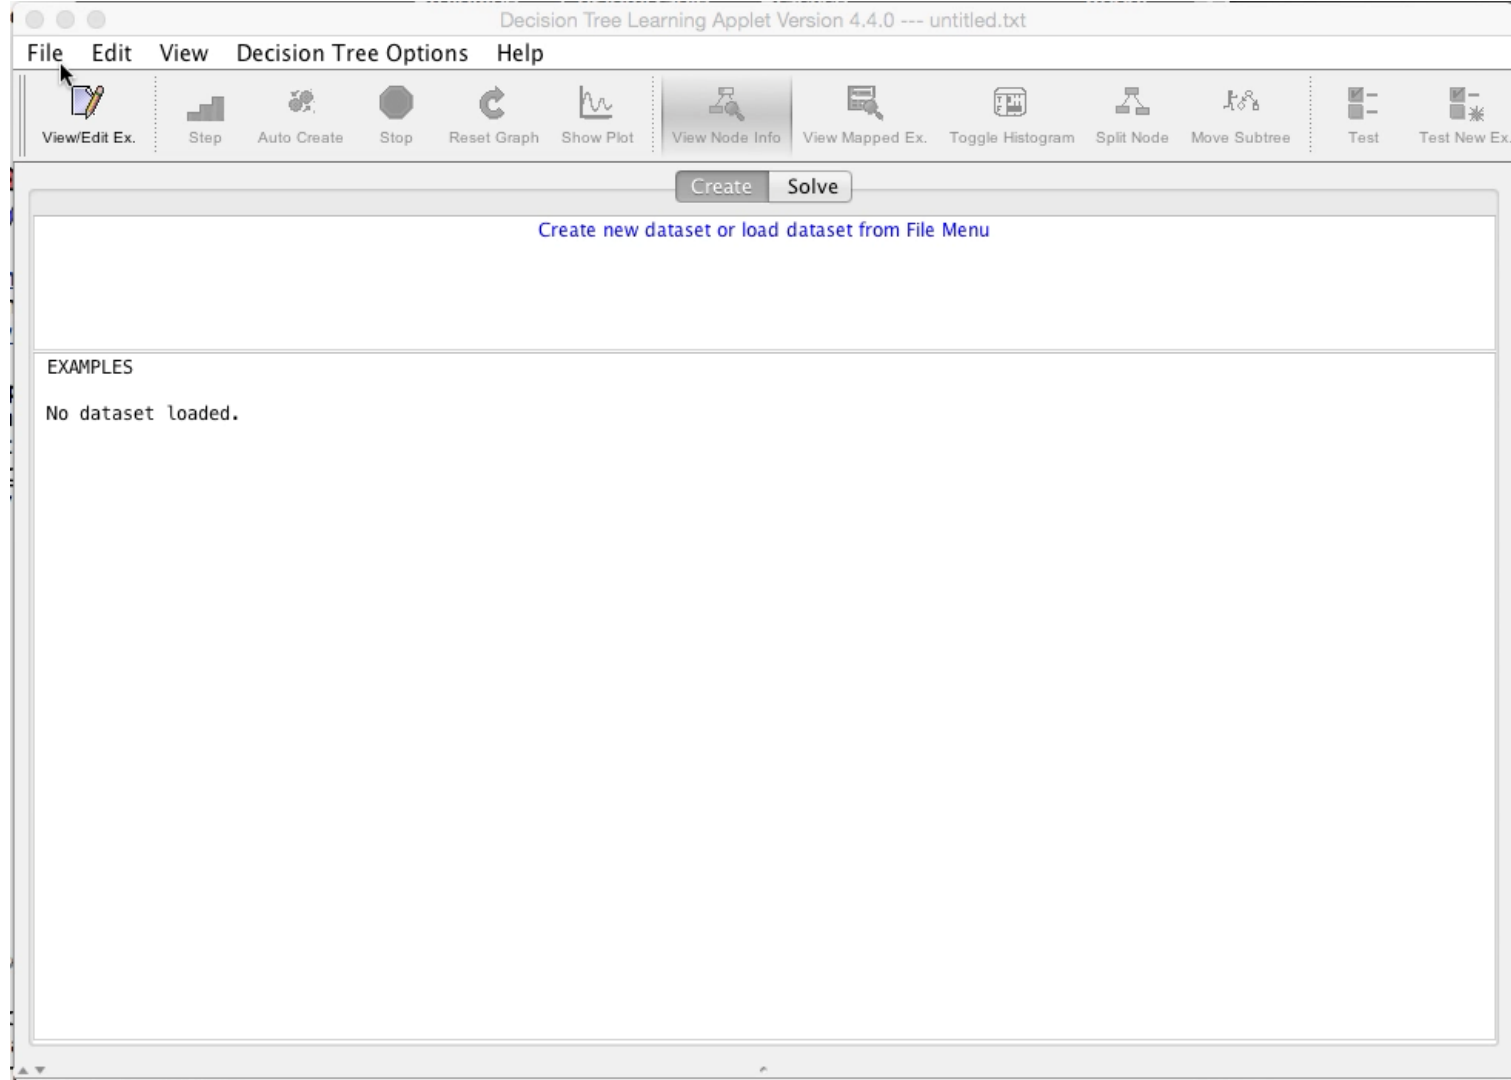 Decision Tree Learning Applet Version 4.4.0 --- untitled.txt
File Edit View Decision Tree Options Help
View/Edit Ex. Step Auto Create Stop Reset Graph Show Plot View Node Info View Mapped Ex. Toggle Histogram Split Node Move Subtree Test Test New Ex.
Create Solve
Create new dataset or load dataset from File Menu
EXAMPLES
No dataset loaded.